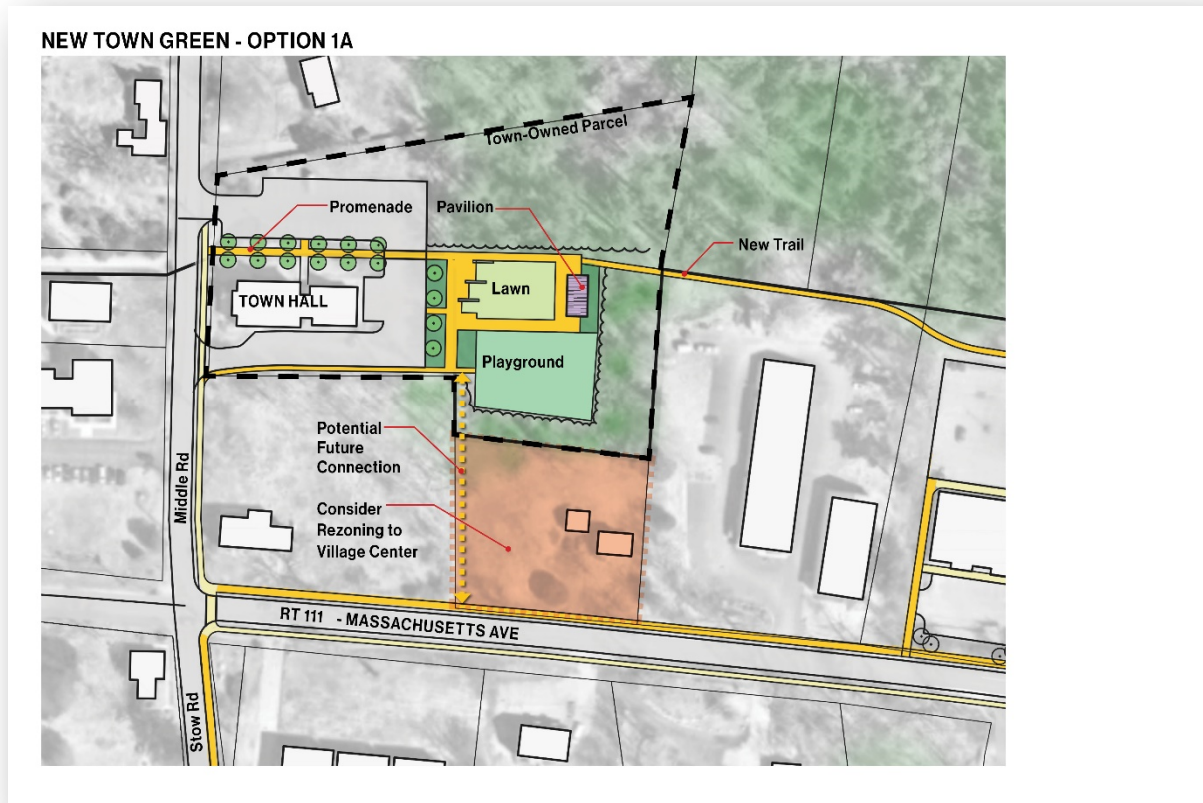 NEW TOWN GREEN - OPTION 1A
Town-Owned Parcel
Promenade
Pavilion
New Trail
TOWN HALL
Lawn
Playground
Potential
Future
Connection
Middle Rd
Consider
Rezoning to
Village Center
RT 111 - MASSACHUSETTS AVE
Stow Rd